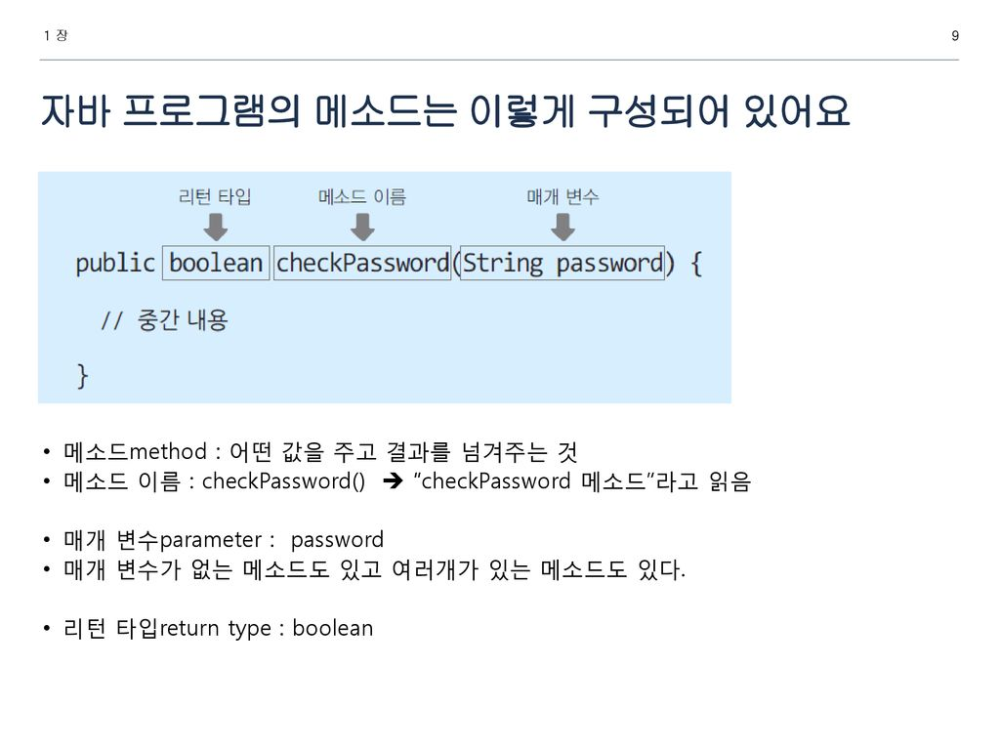 1 장
9
자바 프로그램의 메소드는 이렇게 구성되어 있어요
리턴 타입 메소드 이름 매개 변수
public boolean checkPassword(String password) {
// 중간 내용
}
• 메소드method : 어떤 값을 주고 결과를 넘겨주는 것
• 메소드 이름 : checkPassword() ➔ “checkPassword 메소드”라고 읽음
• 매개 변수parameter : password
• 매개 변수가 없는 메소드도 있고 여러개가 있는 메소드도 있다.
• 리턴 타입return type : boolean